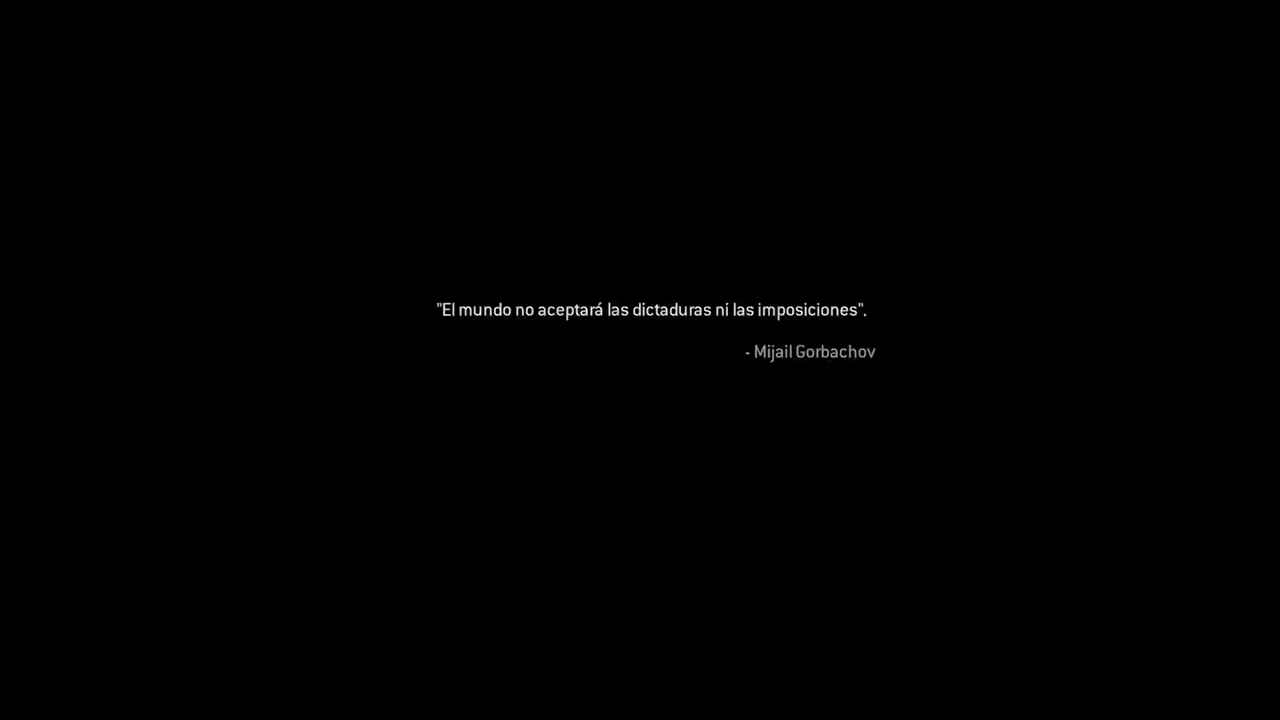 "El mundo no aceptará las dictaduras ni las imposiciones".
- Mijail Gorbachov